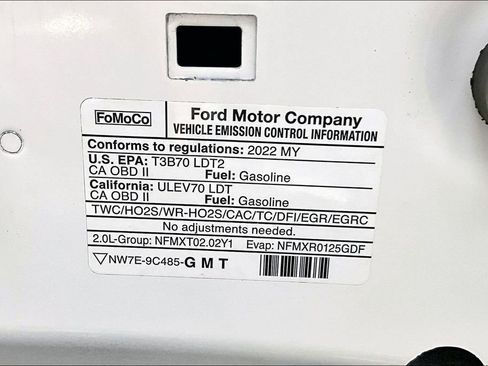 FoMoCo
Ford Motor Company
VEHICLE EMISSION CONTROL INFORMATION
Conforms to regulations: 2022 MY
U.S. EPA: T3B70 LDT2
CA OBD II Fuel: Gasoline
California: ULEV70 LDT
CA OBD II Fuel: Gasoline
TWC/HO2S/WR-HO2S/CAC/TC/DFI/EGR/EGRC
No adjustments needed.
2.0L-Group: NFMXT02.02Y1 Evap: NFMXR0125GDF
NW7E-9C485-G M T